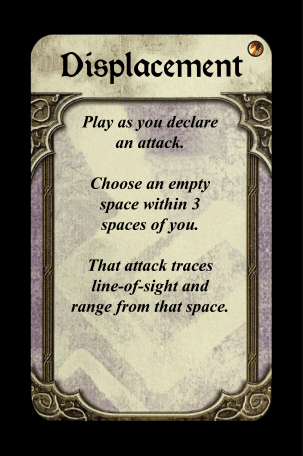 Displacement
Play as you declare
an attack.
Choose an empty
space within 3
spaces of you.
That attack traces
line-of-sight and
range from that space.